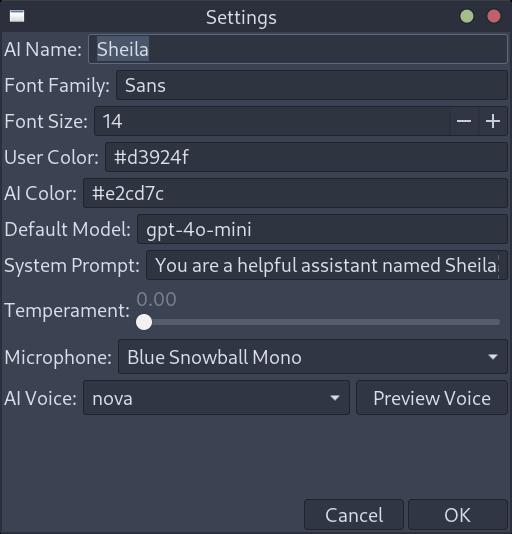 Settings
AI Name: Sheila
Font Family: Sans
Font Size: 14 − +
User Color: #d3924f
AI Color: #e2cd7c
Default Model: gpt-4o-mini
System Prompt: You are a helpful assistant named Sheila
Temperament: 0.00
Microphone: Blue Snowball Mono
AI Voice: nova Preview Voice
Cancel OK